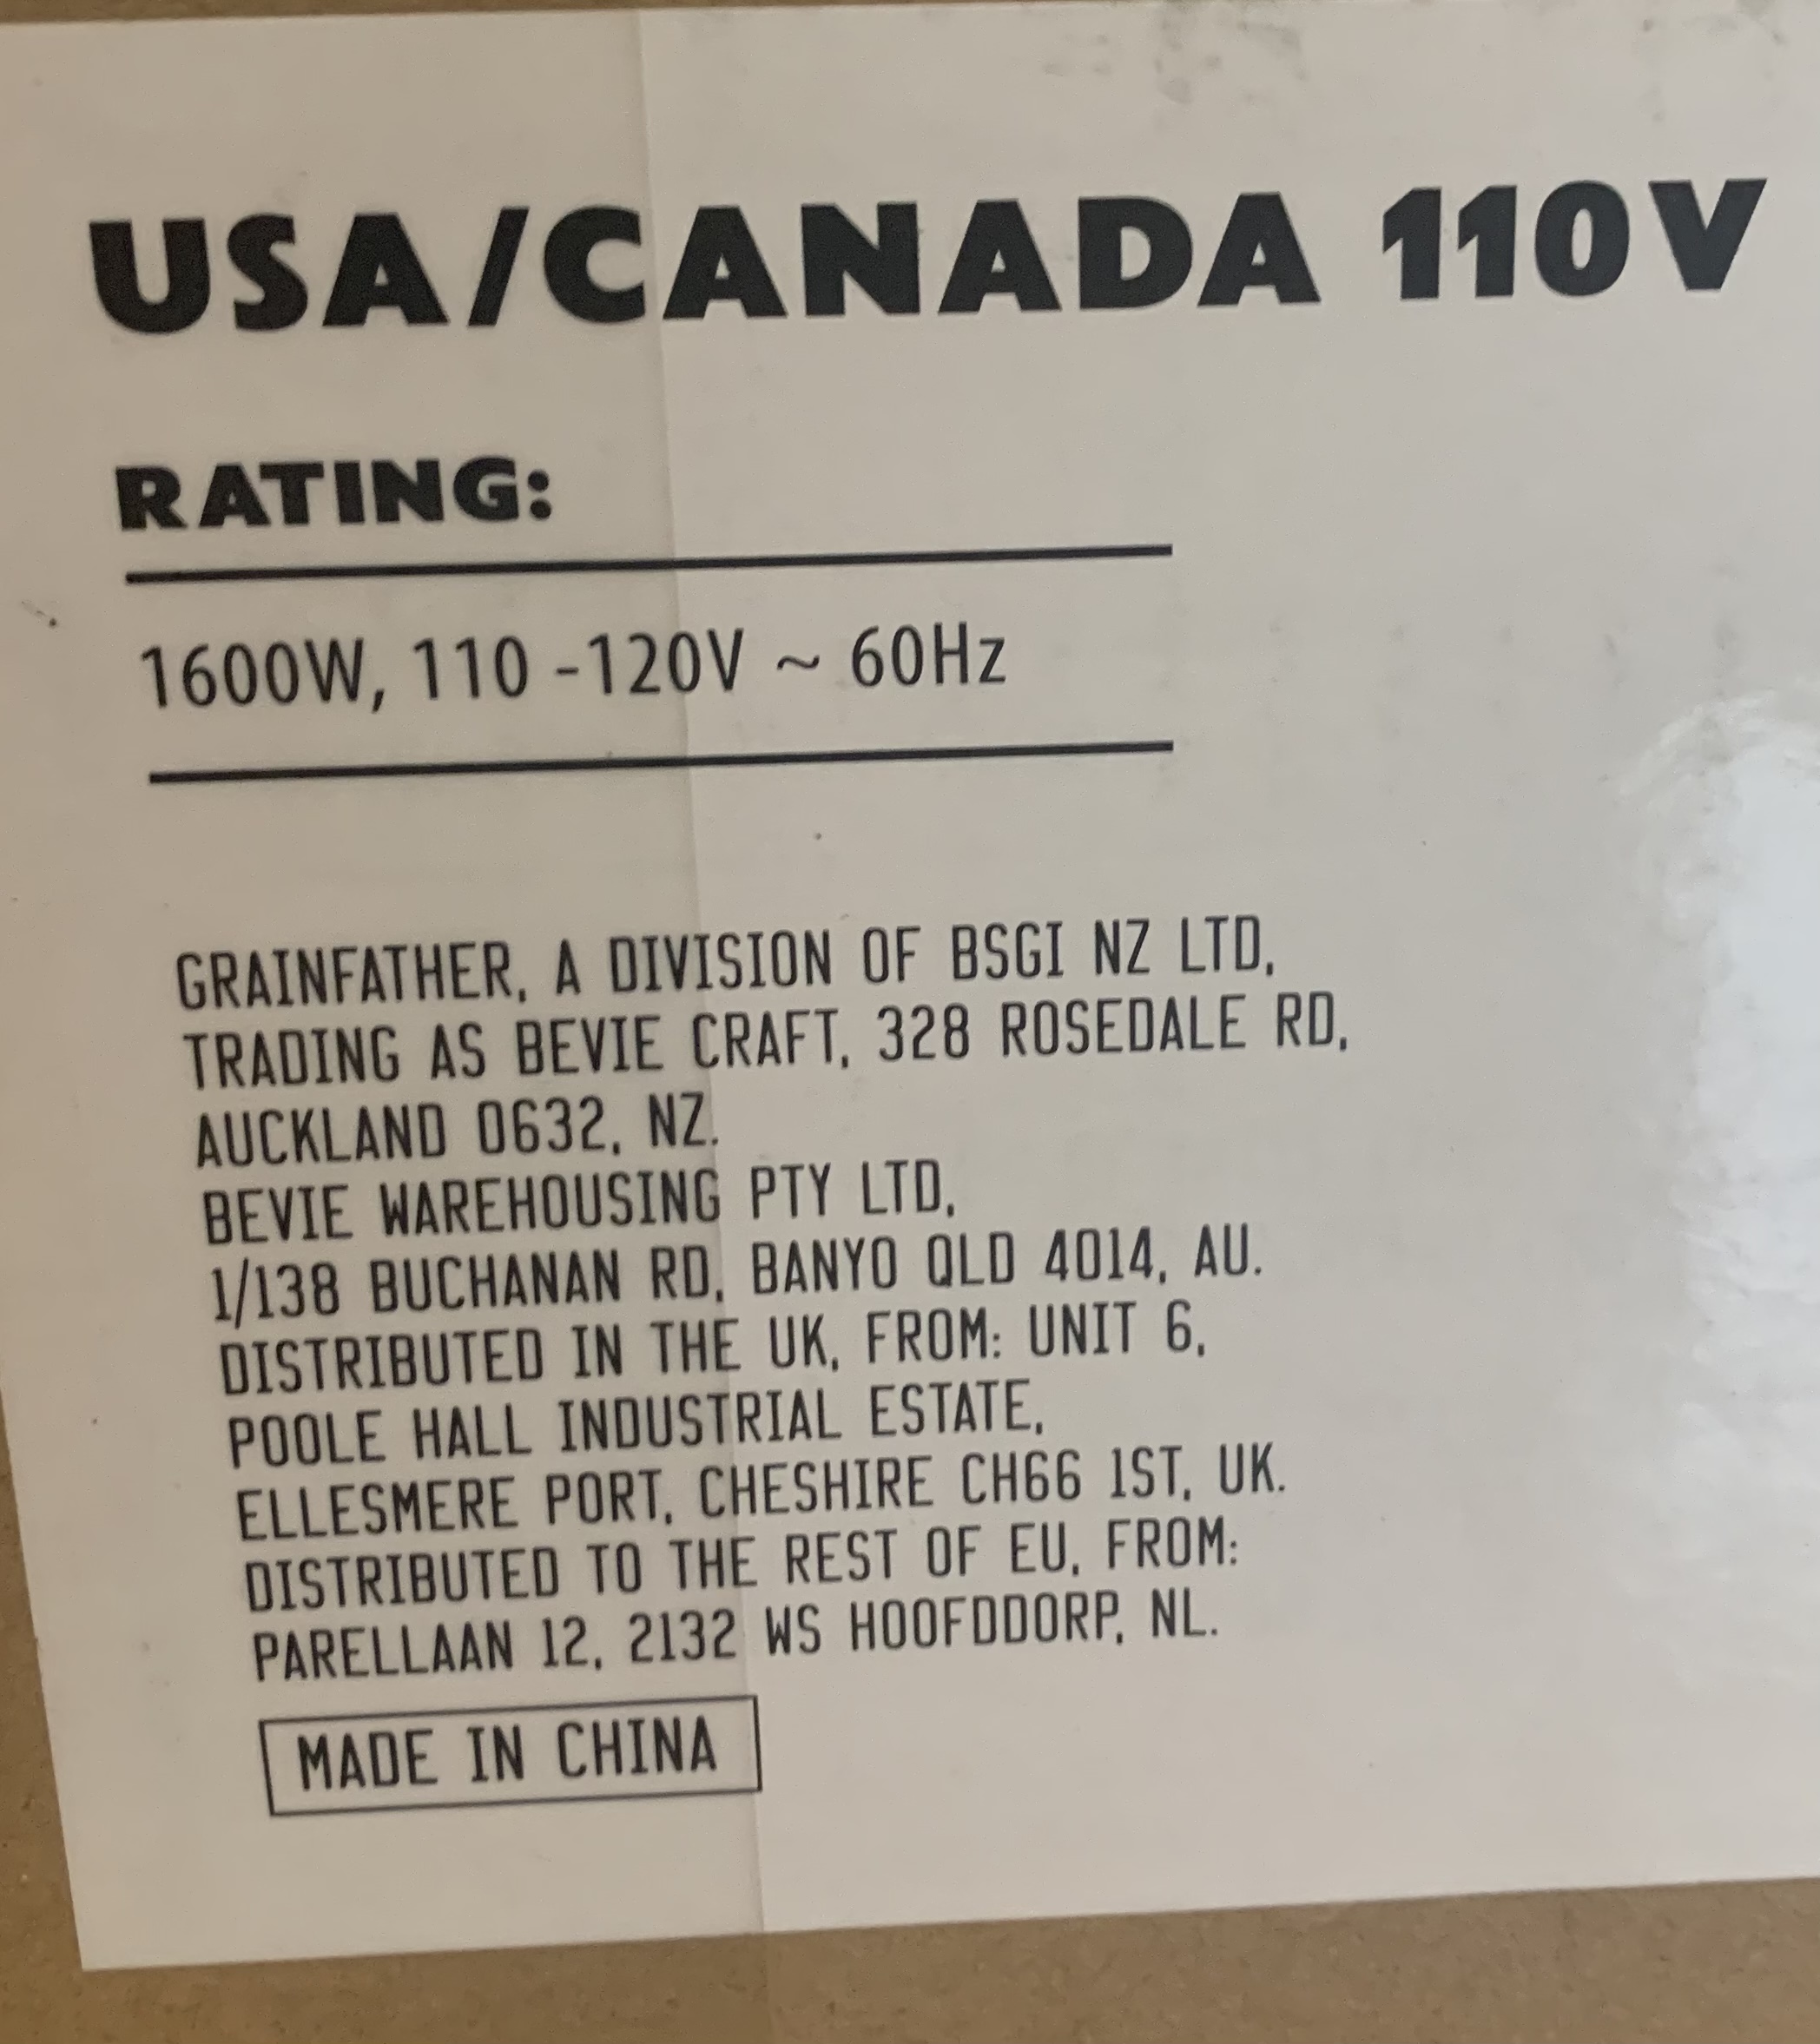 USA/CANADA 110V
RATING:
1600W, 110 -120V ~ 60Hz
GRAINFATHER, A DIVISION OF BSGI NZ LTD,
TRADING AS BEVIE CRAFT, 328 ROSEDALE RD,
AUCKLAND 0632, NZ.
BEVIE WAREHOUSING PTY LTD,
1/138 BUCHANAN RD, BANYO QLD 4014, AU.
DISTRIBUTED IN THE UK, FROM: UNIT 6,
POOLE HALL INDUSTRIAL ESTATE,
ELLESMERE PORT, CHESHIRE CH66 1ST, UK.
DISTRIBUTED TO THE REST OF EU, FROM:
PARELLAAN 12, 2132 WS HOOFDDORP, NL.
MADE IN CHINA